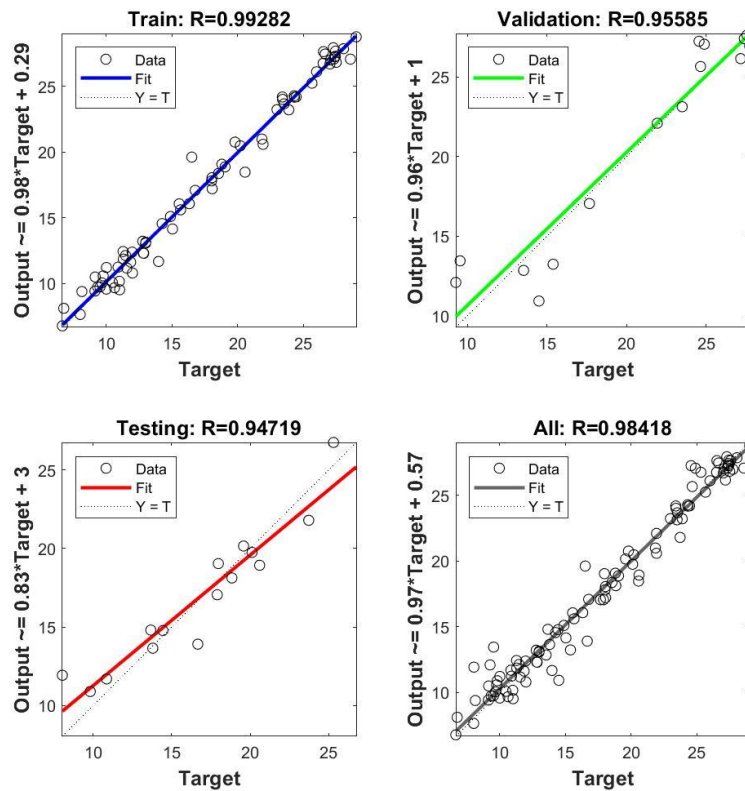 Train: R=0.99282
Output ~= 0.98*Target + 0.29
25
20
15
10
Data
Fit
Y = T
10
15
20
25
Target
Validation: R=0.95585
Output ~= 0.96*Target + 1
25
20
15
10
Data
Fit
Y = T
10
15
20
25
Target
Testing: R=0.94719
Output ~= 0.83*Target + 3
25
20
15
10
Data
Fit
Y = T
10
15
20
25
Target
All: R=0.98418
Output ~= 0.97*Target + 0.57
25
20
15
10
Data
Fit
Y = T
10
15
20
25
Target